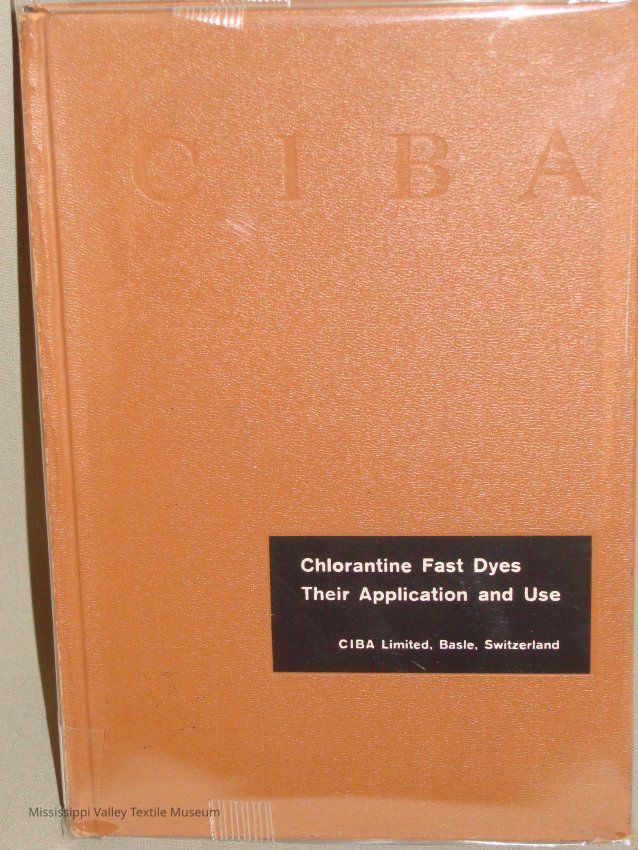 CIBA
Chlorantine Fast Dyes
Their Application and Use
CIBA Limited, Basle, Switzerland
Mississippi Valley Textile Museum